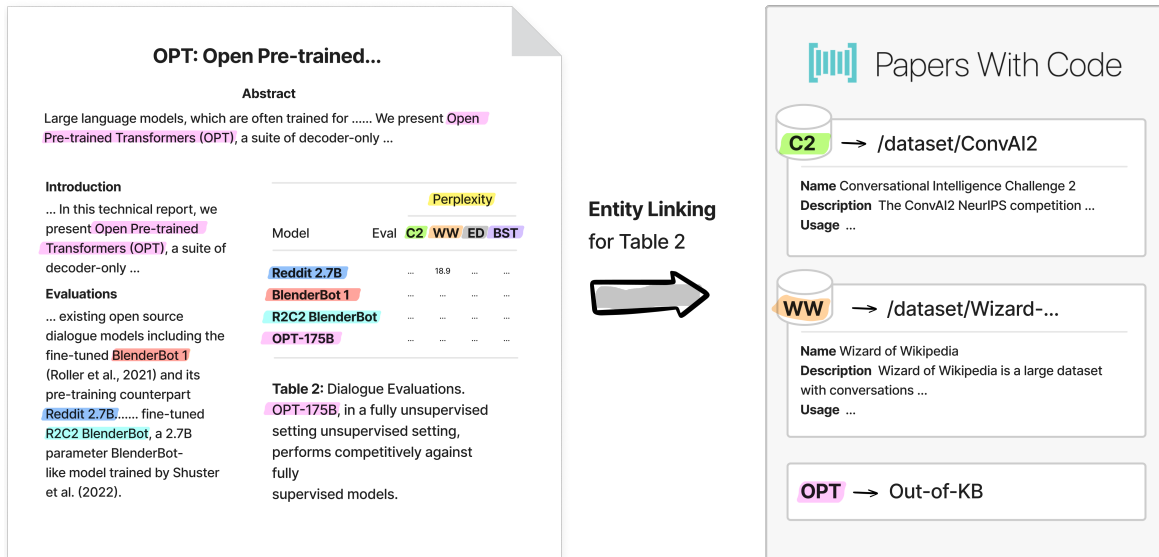 OPT: Open Pre-trained...
Abstract
Large language models, which are often trained for ...... We present Open
Pre-trained Transformers (OPT), a suite of decoder-only ...
Introduction
... In this technical report, we
present Open Pre-trained
Transformers (OPT), a suite of
decoder-only ...
Evaluations
... existing open source
dialogue models including the
fine-tuned BlenderBot 1
(Roller et al., 2021) and its
pre-training counterpart
Reddit 2.7B...... fine-tuned
R2C2 BlenderBot, a 2.7B
parameter BlenderBot-
like model trained by Shuster
et al. (2022).
Perplexity
Model Eval C2 WW ED BST
Reddit 2.7B ... 18.9 ... ...
BlenderBot 1 ... ... ... ...
R2C2 BlenderBot ... ... ... ...
OPT-175B ... ... ... ...
Table 2: Dialogue Evaluations.
OPT-175B, in a fully unsupervised
setting unsupervised setting,
performs competitively against
fully
supervised models.
Entity Linking
for Table 2
Papers With Code
C2 → /dataset/ConvAI2
Name Conversational Intelligence Challenge 2
Description The ConvAI2 NeurIPS competition ...
Usage ...
WW → /dataset/Wizard-...
Name Wizard of Wikipedia
Description Wizard of Wikipedia is a large dataset
with conversations ...
Usage ...
OPT → Out-of-KB